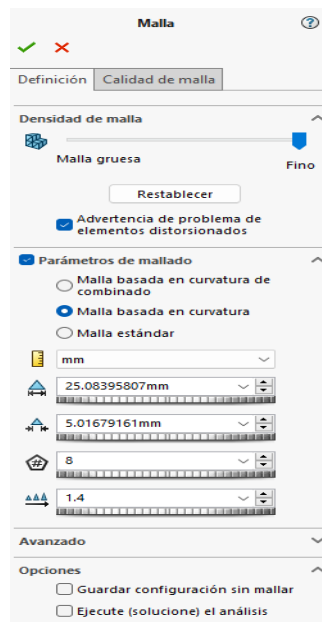 Malla
Definición Calidad de malla
Densidad de malla
Malla gruesa
Fino
Restablecer
Advertencia de problema de
elementos distorsionados
Parámetros de mallado
Malla basada en curvatura de
combinado
Malla basada en curvatura
Malla estándar
mm
25.08395807mm
5.01679161mm
8
1.4
Avanzado
Opciones
Guardar configuración sin mallar
Ejecute (solucione) el análisis